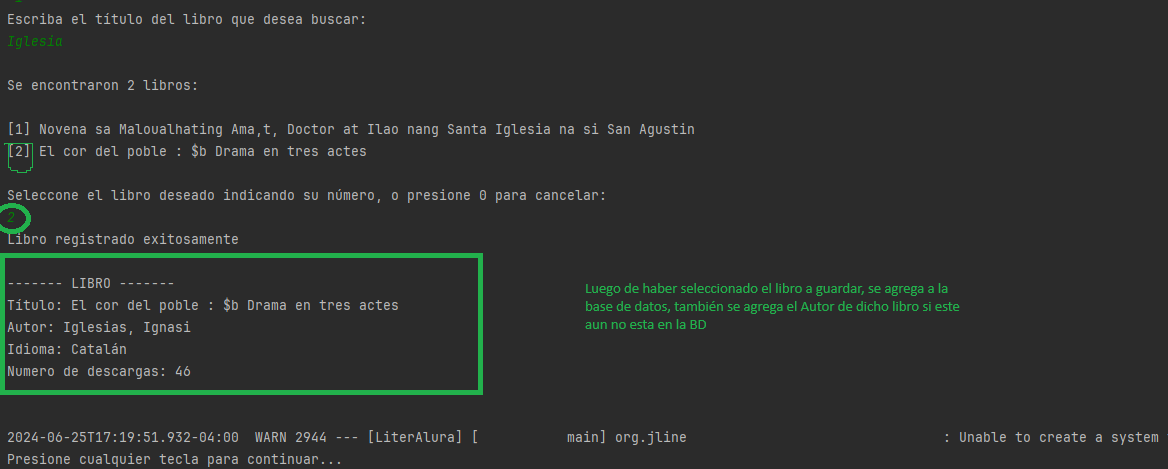 Escriba el título del libro que desea buscar:
Iglesia
Se encontraron 2 libros:
[1] Novena sa Maloualhating Ama,t, Doctor at Ilao nang Santa Iglesia na si San Agustin
[2] El cor del poble : $b Drama en tres actes
Seleccone el libro deseado indicando su número, o presione 0 para cancelar:
2
Libro registrado exitosamente
------- LIBRO -------
Título: El cor del poble : $b Drama en tres actes
Autor: Iglesias, Ignasi
Idioma: Catalán
Numero de descargas: 46
Luego de haber seleccionado el libro a guardar, se agrega a la
base de datos, también se agrega el Autor de dicho libro si este
aun no esta en la BD
2024-06-25T17:19:51.932-04:00  WARN 2944 --- [LiterAlura] [           main] org.jline                                : Unable to create a system
Presione cualquier tecla para continuar...